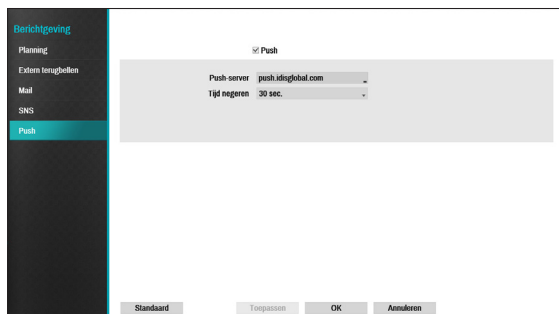 Berichtgeving
Planning
Extern terugbellen
Mail
SNS
Push
Push
Push-server push.idisglobal.com
Tijd negeren 30 sec.
Standaard Toepassen OK Annuleren